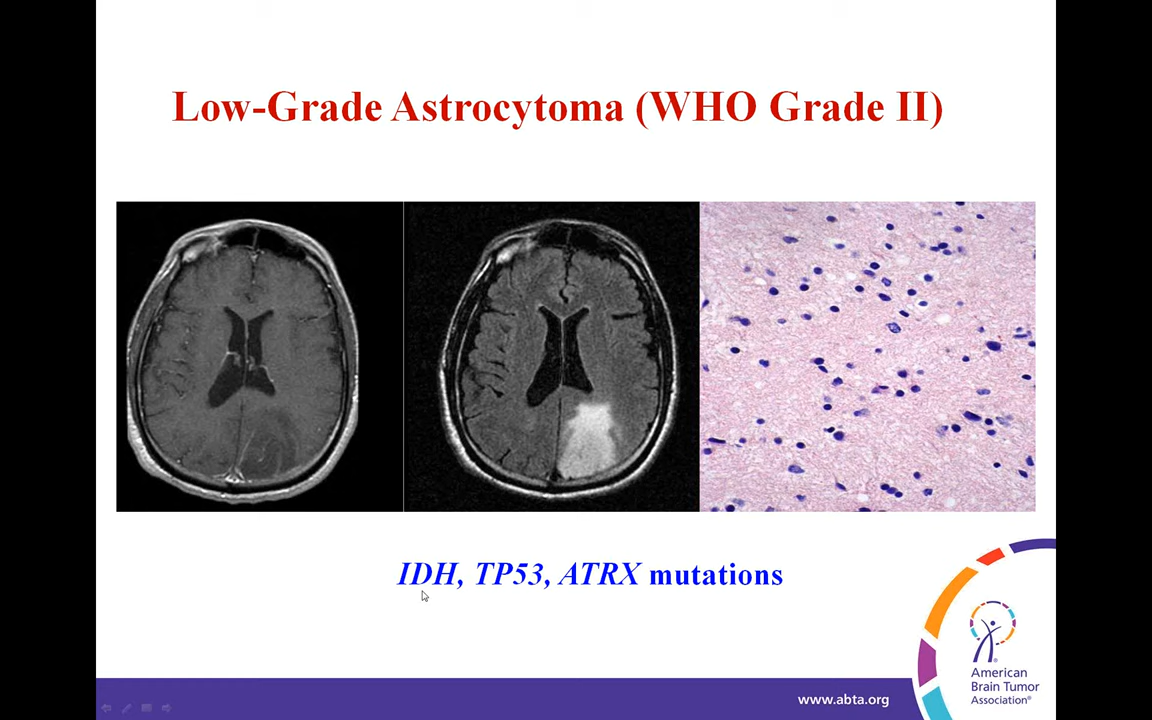 Low-Grade Astrocytoma (WHO Grade II)
IDH, TP53, ATRX mutations
American
Brain Tumor
Association®
www.abta.org